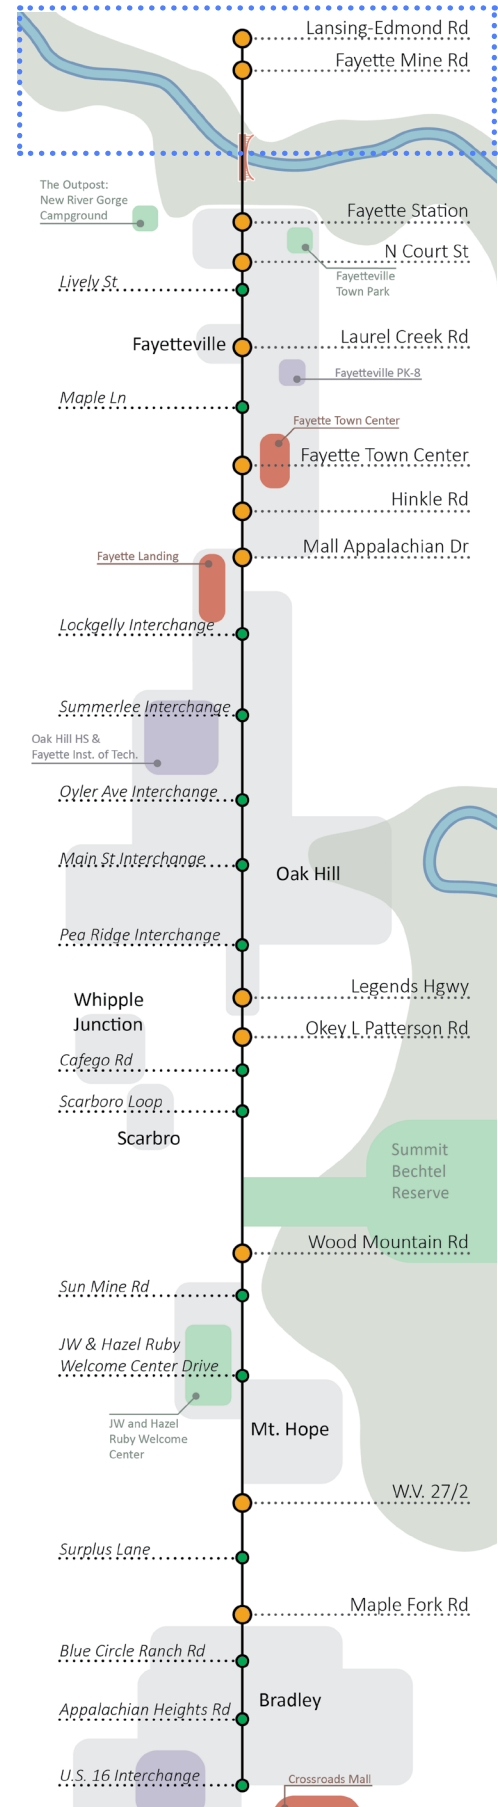 Lansing-Edmond Rd
Fayette Mine Rd
The Outpost:
New River Gorge
Campground
Fayette Station
N Court St
Fayetteville
Town Park
Lively St
Fayetteville
Laurel Creek Rd
Fayetteville PK-8
Maple Ln
Fayette Town Center
Fayette Town Center
Hinkle Rd
Mall Appalachian Dr
Fayette Landing
Lockgelly Interchange
Summerlee Interchange
Oak Hill HS &
Fayette Inst. of Tech.
Oyler Ave Interchange
Main St Interchange
Oak Hill
Pea Ridge Interchange
Legends Hgwy
Whipple
Junction
Okey L Patterson Rd
Cafego Rd
Scarboro Loop
Scarbro
Summit
Bechtel
Reserve
Wood Mountain Rd
Sun Mine Rd
JW & Hazel Ruby
Welcome Center Drive
JW and Hazel
Ruby Welcome
Center
Mt. Hope
W.V. 27/2
Surplus Lane
Maple Fork Rd
Blue Circle Ranch Rd
Bradley
Appalachian Heights Rd
U.S. 16 Interchange
Crossroads Mall